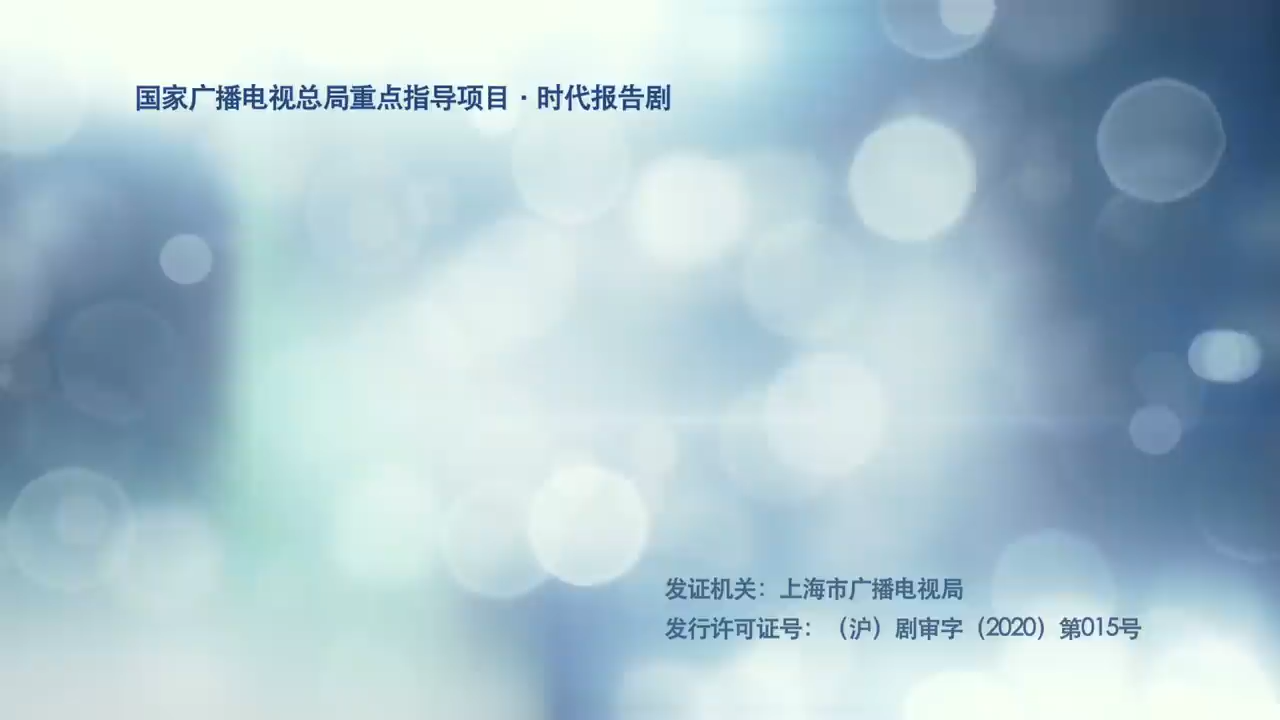 国家广播电视总局重点指导项目·时代报告剧
发证机关：上海市广播电视局
发行许可证号：（沪）剧审字（2020）第015号